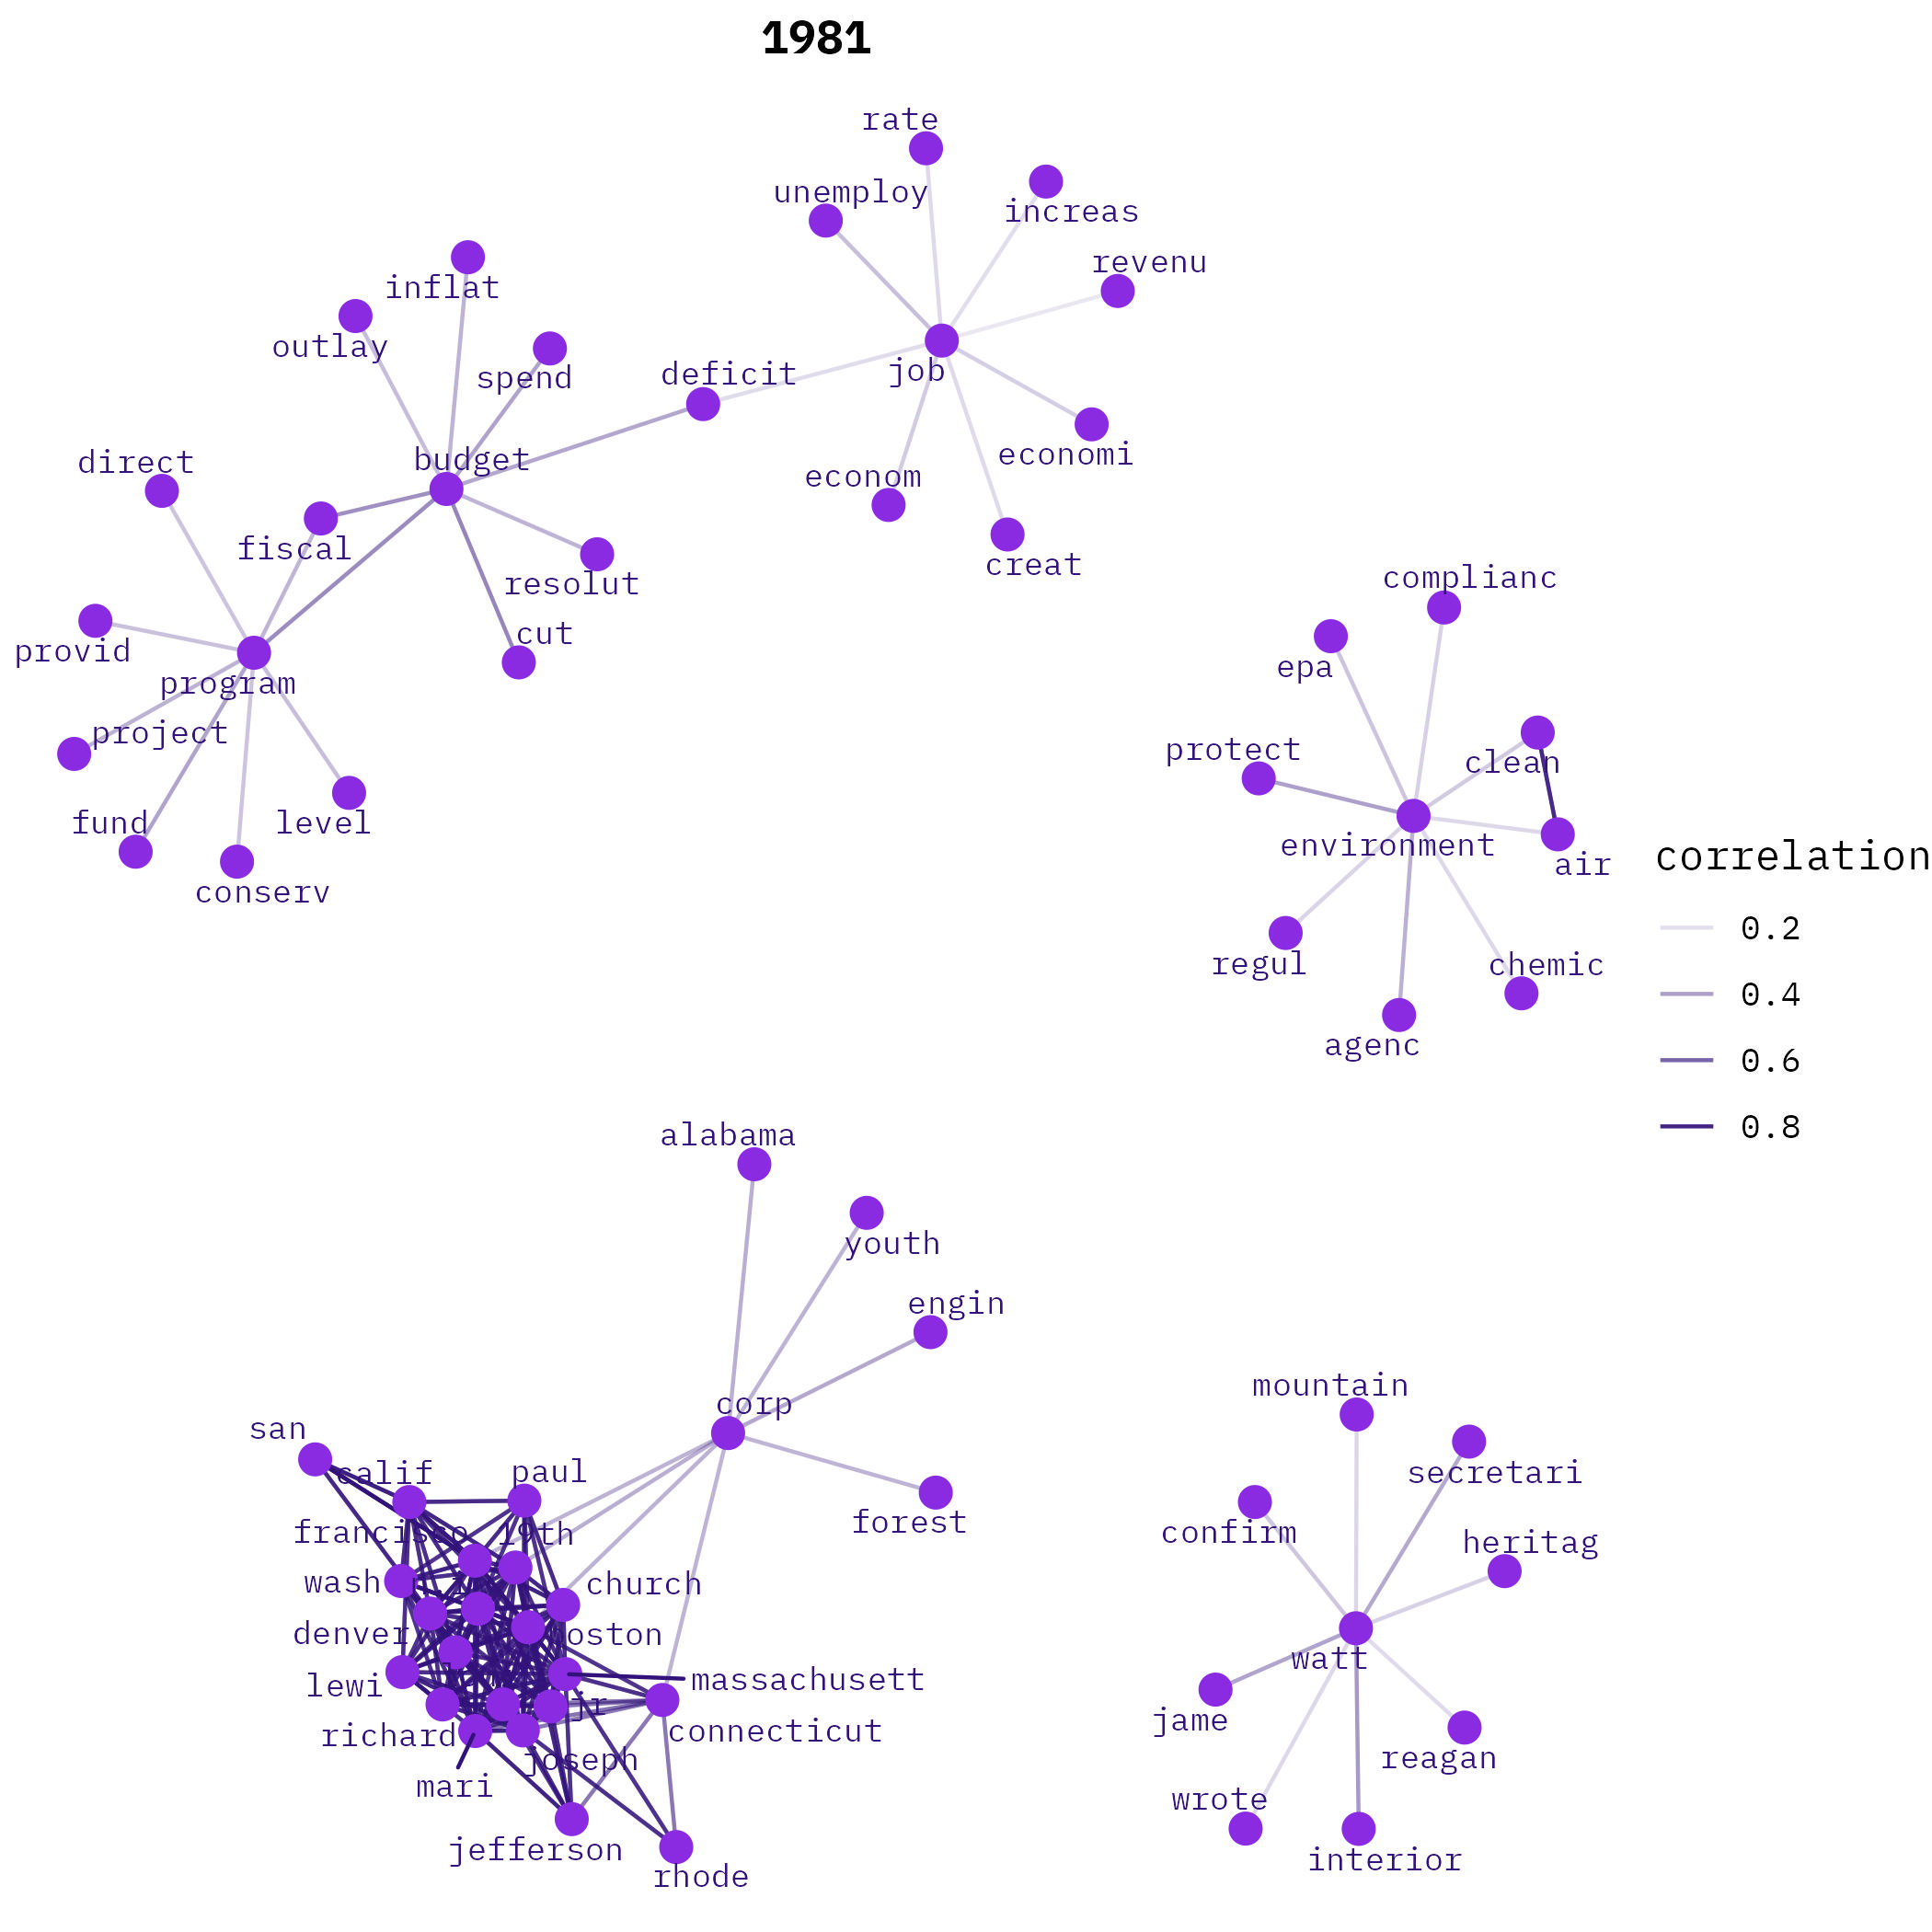 1981
rate
unemploy
increas
revenu
inflat
outlay
spend
deficit
job
direct
budget
economi
econom
fiscal
creat
resolut
cut
provid
program
project
fund
level
conserv
complianc
epa
protect
clean
environment
air
regul
chemic
agenc
correlation
0.2
0.4
0.6
0.8
alabama
youth
engin
corp
san
calif
paul
forest
francisco
19th
wash
church
denver
boston
lewi
massachusett
jr
richard
connecticut
joseph
mari
jefferson
rhode
mountain
secretari
confirm
heritag
watt
jame
reagan
wrote
interior